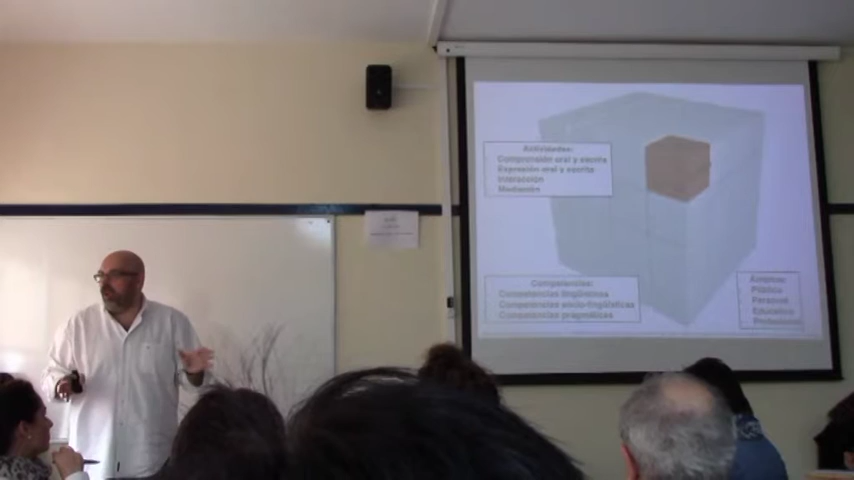 Actividades:
Comprensión oral y escrita
Expresión oral y escrita
Interacción
Mediación
Competencias:
Competencias lingüísticas
Competencias socio-lingüísticas
Competencias pragmáticas
Ámbitos:
Público
Personal
Educativo
Profesional